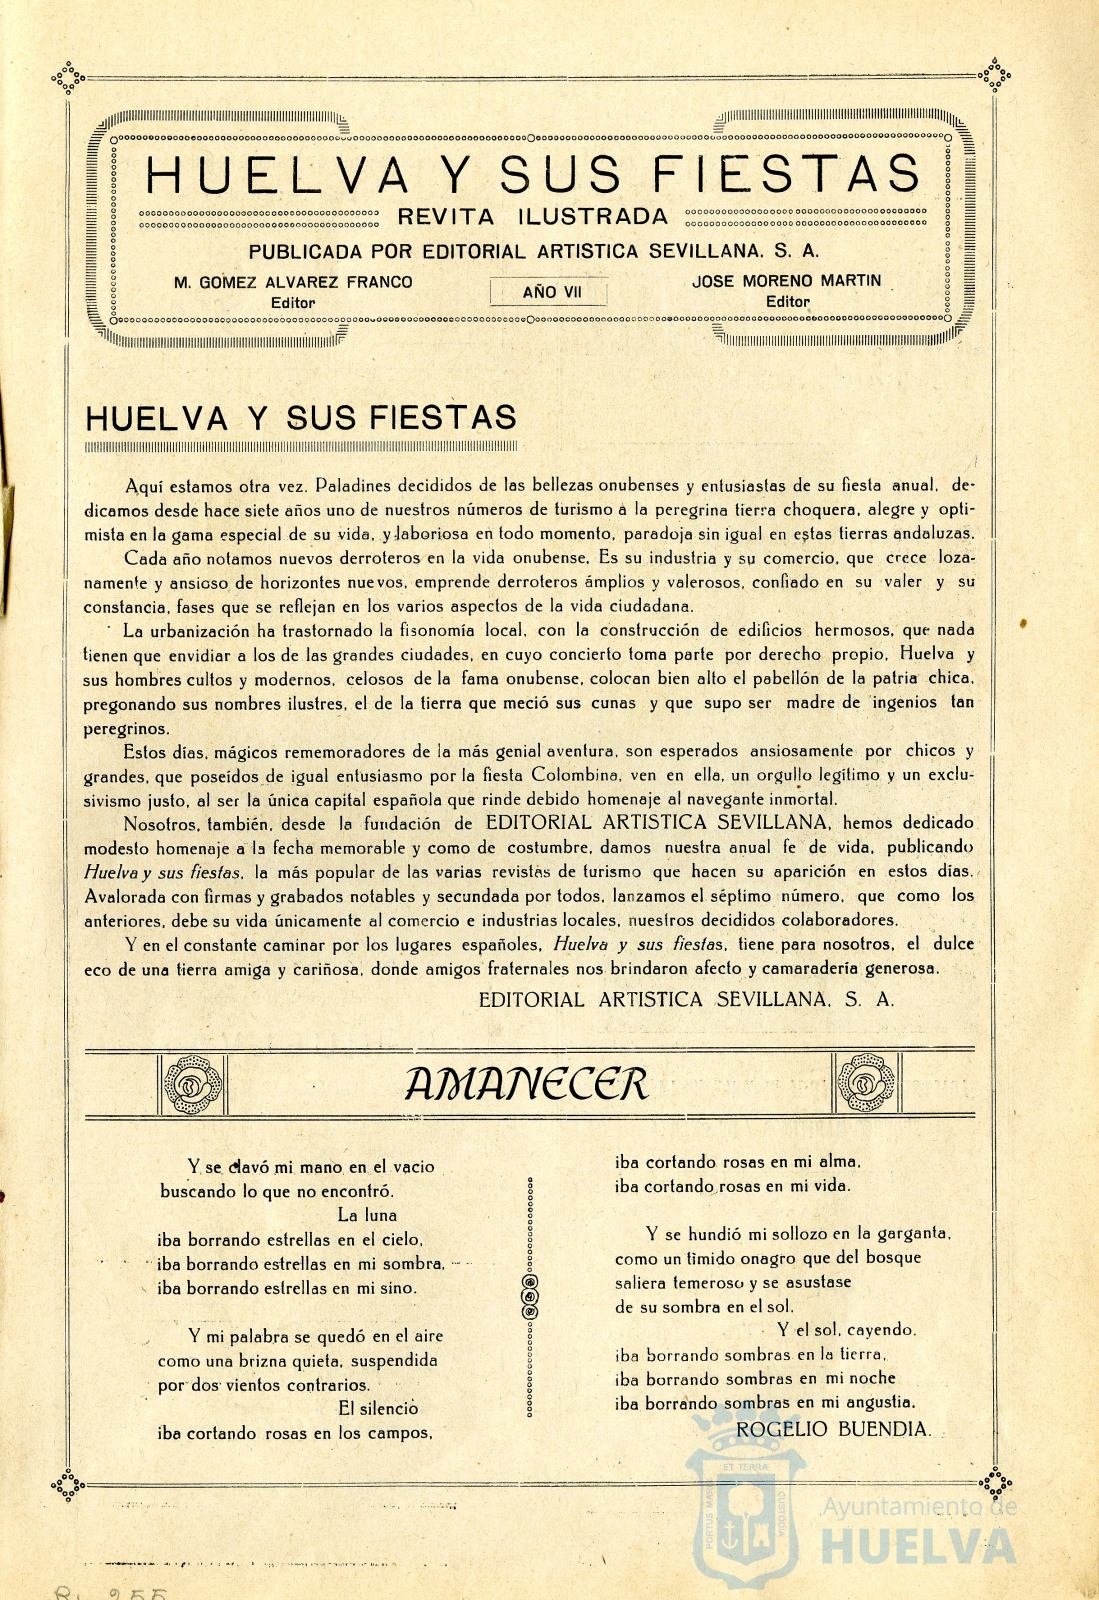 HUELVA Y SUS FIESTAS
REVITA ILUSTRADA
PUBLICADA POR EDITORIAL ARTISTICA SEVILLANA. S. A.
M. GOMEZ ALVAREZ FRANCO
Editor
AÑO VII
JOSE MORENO MARTIN
Editor
HUELVA Y SUS FIESTAS
Aquí estamos otra vez. Paladines decididos de las bellezas onubenses y entusiastas de su fiesta anual, de-
dicamos desde hace siete años uno de nuestros números de turismo a la peregrina tierra choquera, alegre y opti-
mista en la gama especial de su vida, y laboriosa en todo momento, paradoja sin igual en estas tierras andaluzas.
Cada año notamos nuevos derroteros en la vida onubense. Es su industria y su comercio, que crece loza-
namente y ansioso de horizontes nuevos, emprende derroteros ámplios y valerosos, confiado en su valer y su
constancia, fases que se reflejan en los varios aspectos de la vida ciudadana.
La urbanización ha trastornado la fisonomía local, con la construcción de edificios hermosos, que nada
tienen que envidiar a los de las grandes ciudades, en cuyo concierto toma parte por derecho propio, Huelva y
sus hombres cultos y modernos, celosos de la fama onubense, colocan bien alto el pabellón de la patria chica,
pregonando sus nombres ilustres, el de la tierra que meció sus cunas y que supo ser madre de ingenios tan
peregrinos.
Estos días, mágicos rememoradores de la más genial aventura, son esperados ansiosamente por chicos y
grandes, que poseídos de igual entusiasmo por la fiesta Colombina, ven en ella, un orgullo legítimo y un exclu-
sivismo justo, al ser la única capital española que rinde debido homenaje al navegante inmortal.
Nosotros, también, desde la fundación de EDITORIAL ARTISTICA SEVILLANA, hemos dedicado
modesto homenaje a la fecha memorable y como de costumbre, damos nuestra anual fe de vida, publicando
Huelva y sus fiestas, la más popular de las varias revistas de turismo que hacen su aparición en estos días.
Avalorada con firmas y grabados notables y secundada por todos, lanzamos el séptimo número, que como los
anteriores, debe su vida únicamente al comercio e industrias locales, nuestros decididos colaboradores.
Y en el constante caminar por los lugares españoles, Huelva y sus fiestas, tiene para nosotros, el dulce
eco de una tierra amiga y cariñosa, donde amigos fraternales nos brindaron afecto y camaradería generosa.
EDITORIAL ARTISTICA SEVILLANA, S. A.
AMANECER
Y se clavó mi mano en el vacio
buscando lo que no encontró.
La luna
iba borrando estrellas en el cielo,
iba borrando estrellas en mi sombra,
iba borrando estrellas en mi sino.
Y mi palabra se quedó en el aire
como una brizna quieta, suspendida
por dos vientos contrarios.
El silencio
iba cortando rosas en los campos,
iba cortando rosas en mi alma,
iba cortando rosas en mi vida.
Y se hundió mi sollozo en la garganta,
como un tímido onagro que del bosque
saliera temeroso y se asustase
de su sombra en el sol.
Y el sol, cayendo,
iba borrando sombras en la tierra,
iba borrando sombras en mi noche
iba borrando sombras en mi angustia.
ROGELIO BUENDIA.
ET TERRÆ
PORTUS MARIS
CUSTODIA
Ayuntamiento de
HUELVA